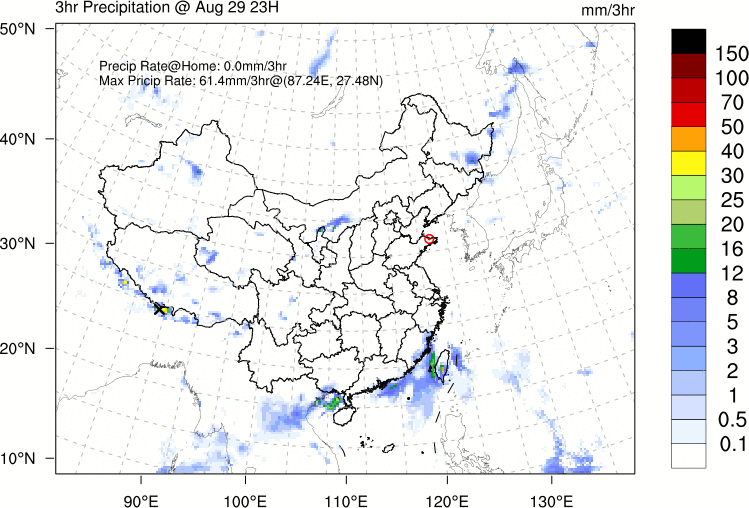 3hr Precipitation @ Aug 29 23H
mm/3hr
Precip Rate@Home: 0.0mm/3hr
Max Pricip Rate: 61.4mm/3hr@(87.24E, 27.48N)
50°N
40°N
30°N
20°N
10°N
90°E
100°E
110°E
120°E
130°E
150
100
70
50
40
30
25
20
16
12
8
5
3
2
1
0.5
0.1